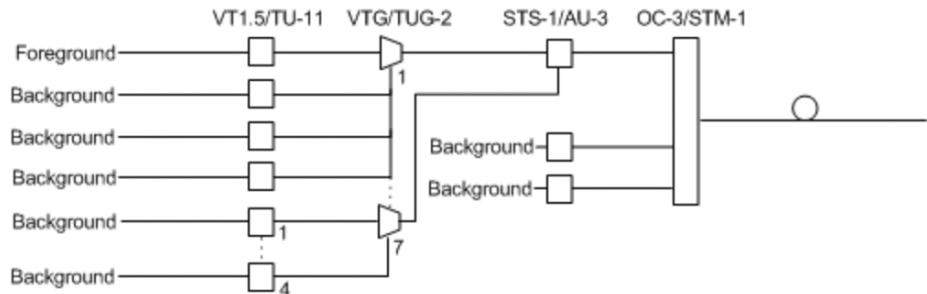 VT1.5/TU-11 VTG/TUG-2 STS-1/AU-3 OC-3/STM-1
Foreground
1
Background
Background
Background
Background
Background
Background
1
7
Background
4